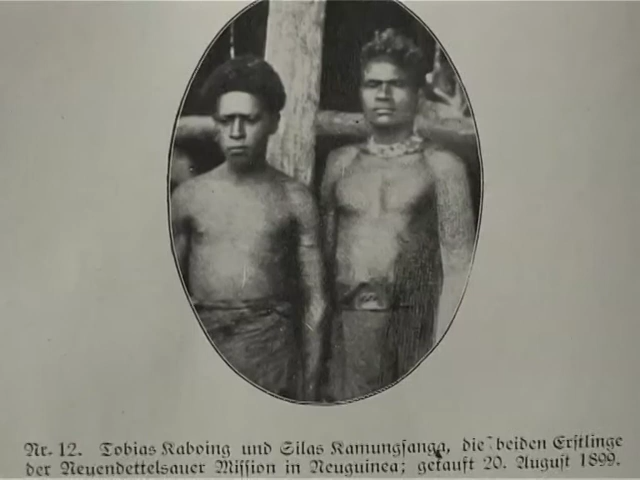 Nr. 12. Tobias Kaboing und Silas Kamungsanga, die beiden Erstlinge
der Neuendettelsauer Mission in Neuguinea; getauft 20. August 1899.